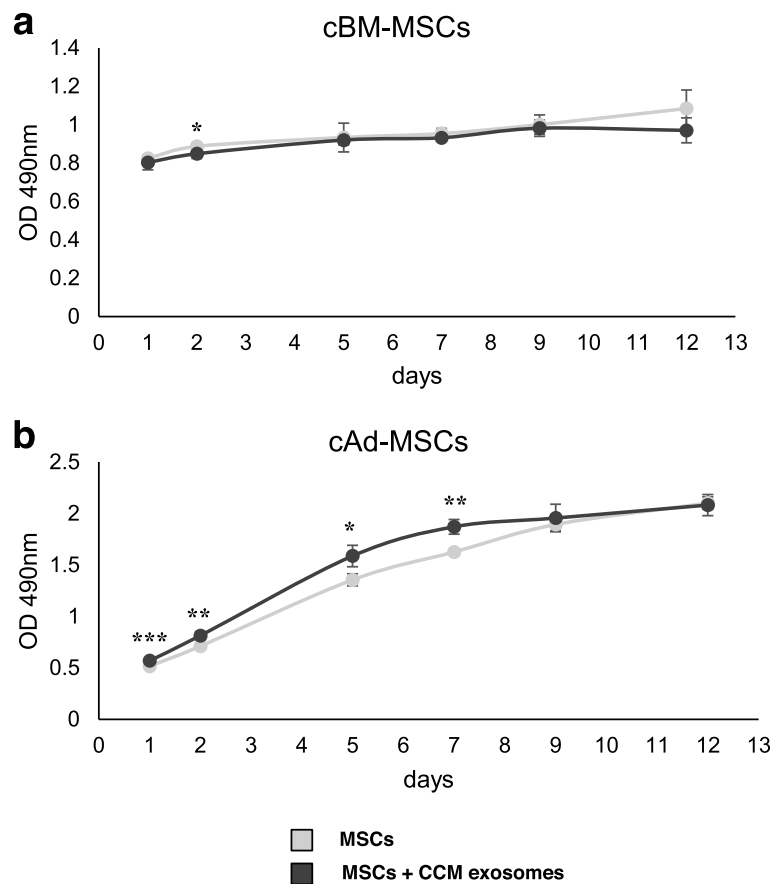 a
cBM-MSCs
1.4
1.2
1
0.8
0.6
0.4
0.2
0
OD 490nm
*
0 1 2 3 4 5 6 7 8 9 10 11 12 13
days
b
cAd-MSCs
2.5
2
1.5
1
0.5
0
OD 490nm
*** ** * **
0 1 2 3 4 5 6 7 8 9 10 11 12 13
days
MSCs
MSCs + CCM exosomes